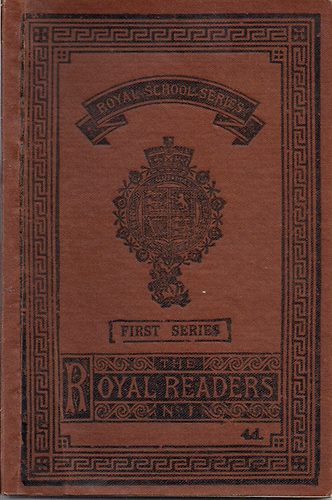 ROYAL SCHOOL SERIES
FIRST SERIES
THE
ROYAL READERS
Nº I.
4d.